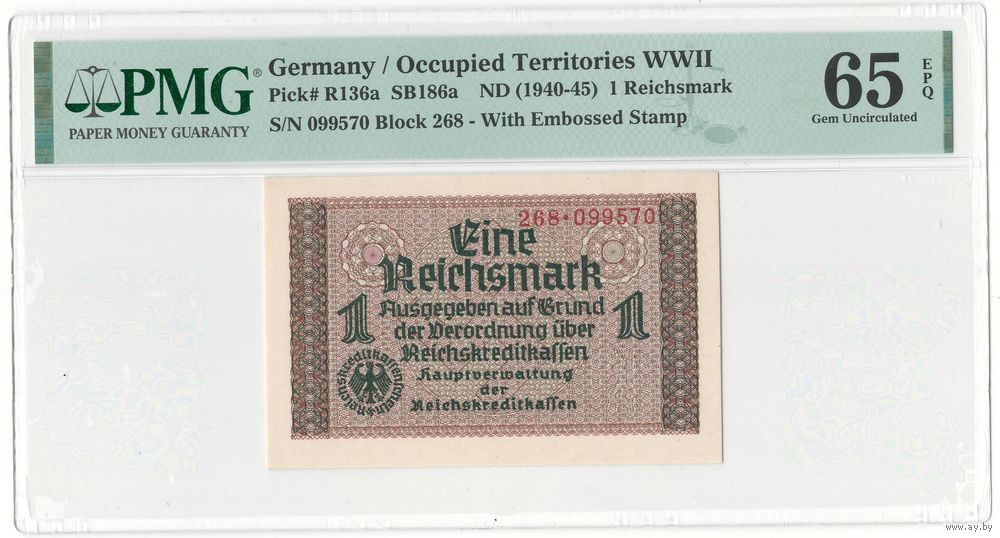 PMG®
PAPER MONEY GUARANTY
Germany / Occupied Territories WWII
Pick# R136a SB186a ND (1940-45) 1 Reichsmark
S/N 099570 Block 268 - With Embossed Stamp
65 EPQ
Gem Uncirculated
268*099570
Eine
Reichsmark
1 1
Ausgegeben auf Grund
der Verordnung über
Reichskreditkassen
Hauptverwaltung
der
Reichskreditkassen
www.ay.by